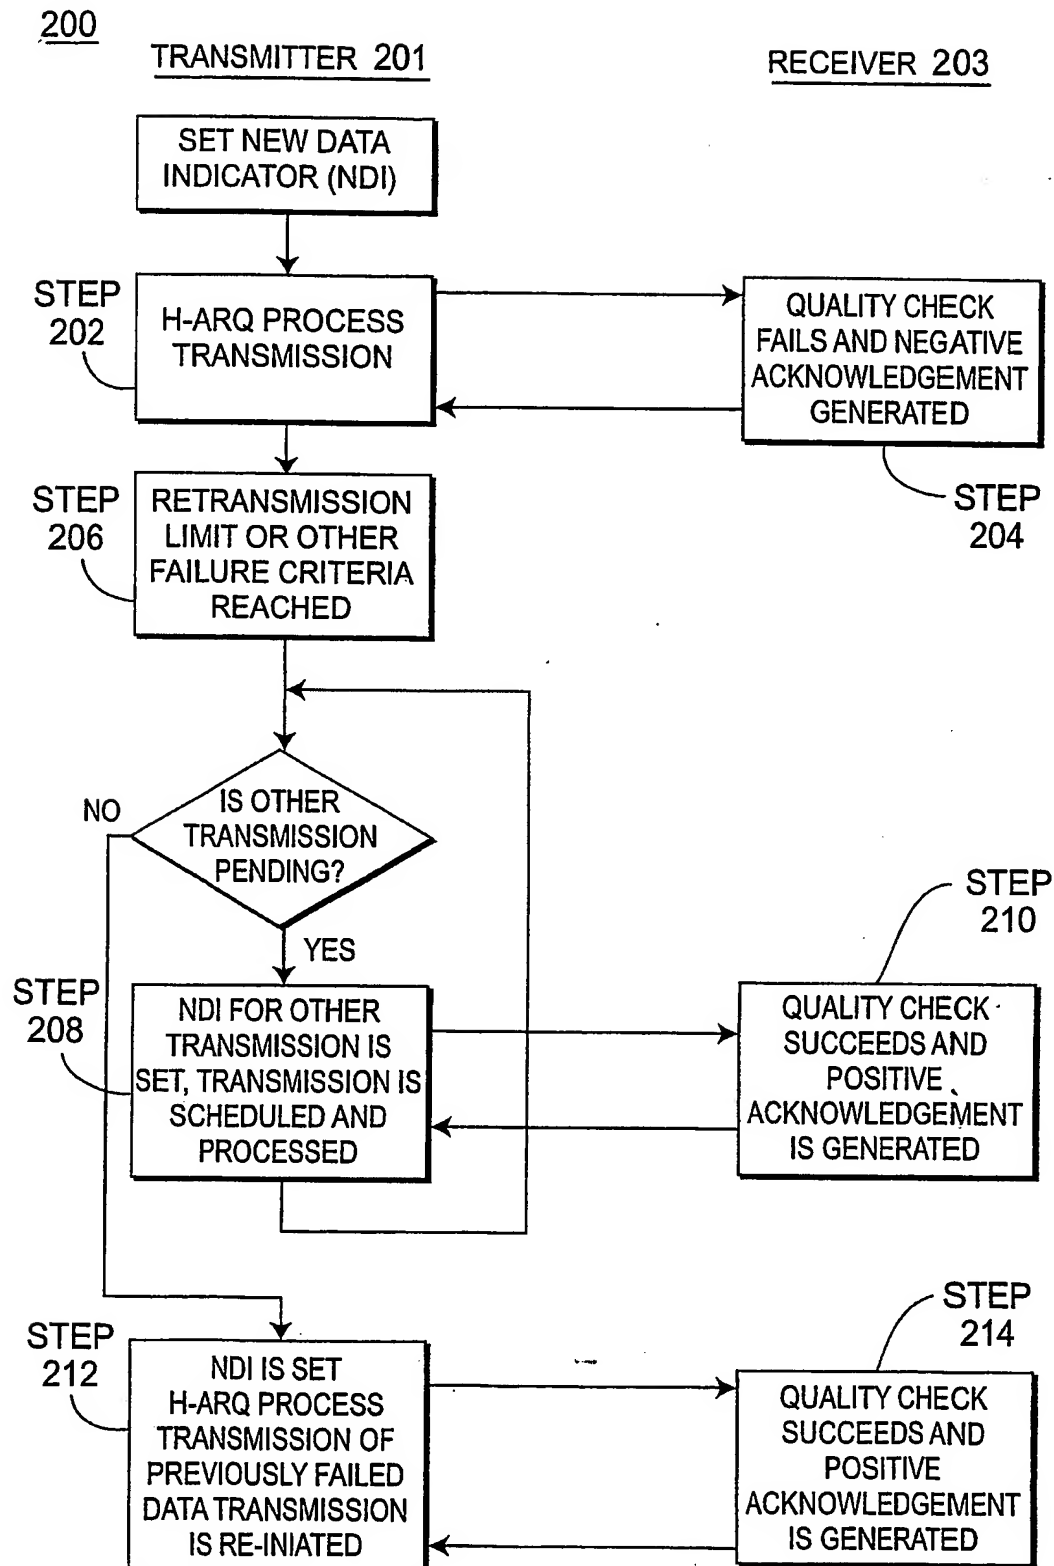 200
TRANSMITTER 201
RECEIVER 203
SET NEW DATA
INDICATOR (NDI)
STEP
202
H-ARQ PROCESS
TRANSMISSION
QUALITY CHECK
FAILS AND NEGATIVE
ACKNOWLEDGEMENT
GENERATED
STEP
204
STEP
206
RETRANSMISSION
LIMIT OR OTHER
FAILURE CRITERIA
REACHED
NO
IS OTHER
TRANSMISSION
PENDING?
YES
STEP
208
NDI FOR OTHER
TRANSMISSION IS
SET, TRANSMISSION IS
SCHEDULED AND
PROCESSED
STEP
210
QUALITY CHECK
SUCCEEDS AND
POSITIVE
ACKNOWLEDGEMENT
IS GENERATED
STEP
212
NDI IS SET
H-ARQ PROCESS
TRANSMISSION OF
PREVIOUSLY FAILED
DATA TRANSMISSION
IS RE-INIATED
STEP
214
QUALITY CHECK
SUCCEEDS AND
POSITIVE
ACKNOWLEDGEMENT
IS GENERATED